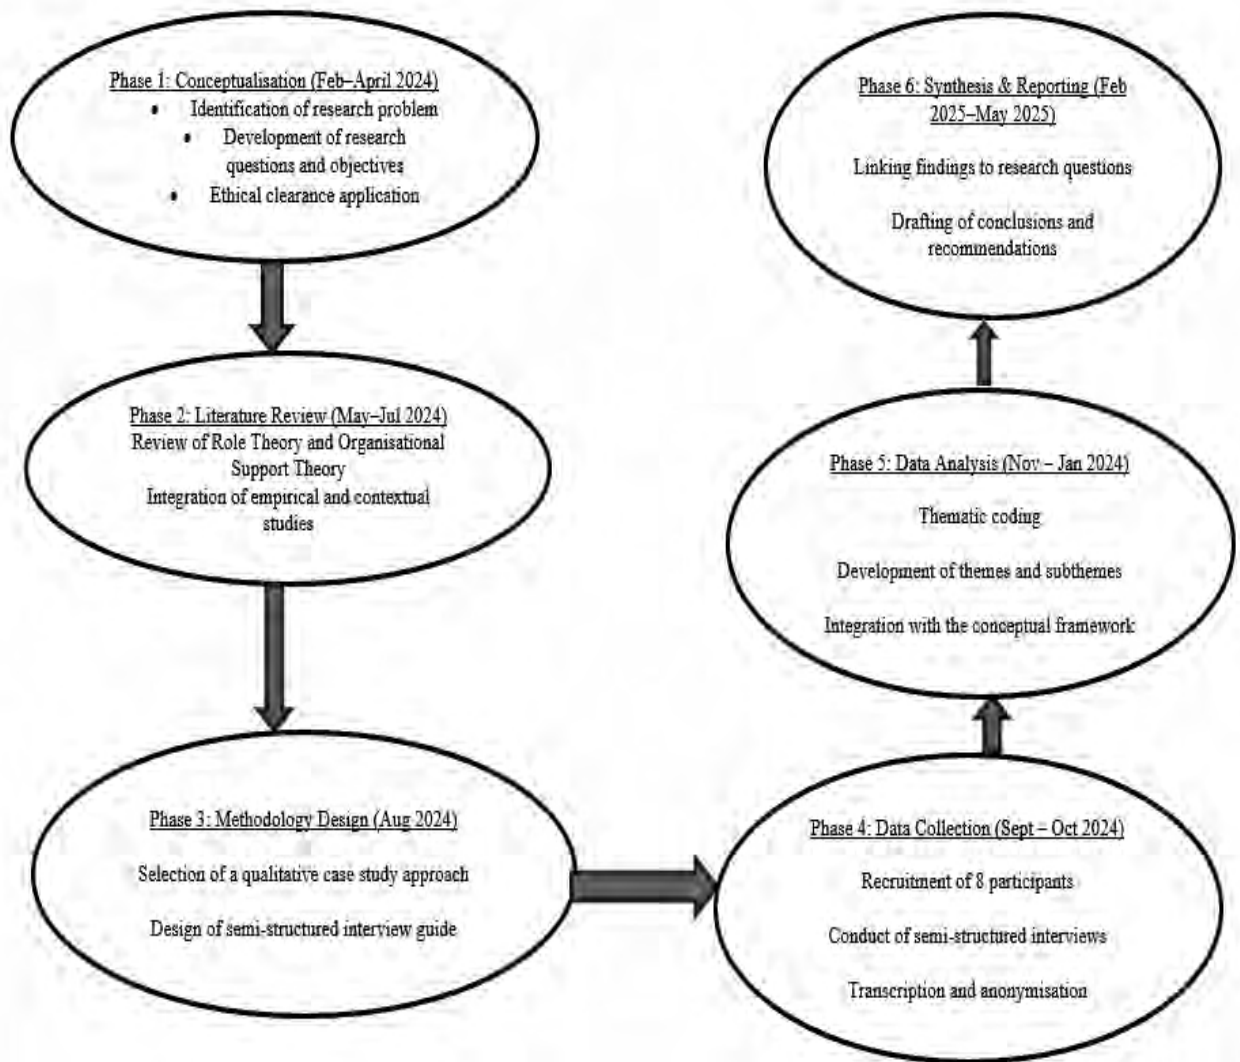 Phase 1: Conceptualisation (Feb–April 2024)
• Identification of research problem
• Development of research
questions and objectives
• Ethical clearance application
Phase 2: Literature Review (May–Jul 2024)
Review of Role Theory and Organisational
Support Theory
Integration of empirical and contextual
studies
Phase 3: Methodology Design (Aug 2024)
Selection of a qualitative case study approach
Design of semi-structured interview guide
Phase 4: Data Collection (Sept – Oct 2024)
Recruitment of 8 participants
Conduct of semi-structured interviews
Transcription and anonymisation
Phase 5: Data Analysis (Nov – Jan 2024)
Thematic coding
Development of themes and subthemes
Integration with the conceptual framework
Phase 6: Synthesis & Reporting (Feb
2025–May 2025)
Linking findings to research questions
Drafting of conclusions and
recommendations